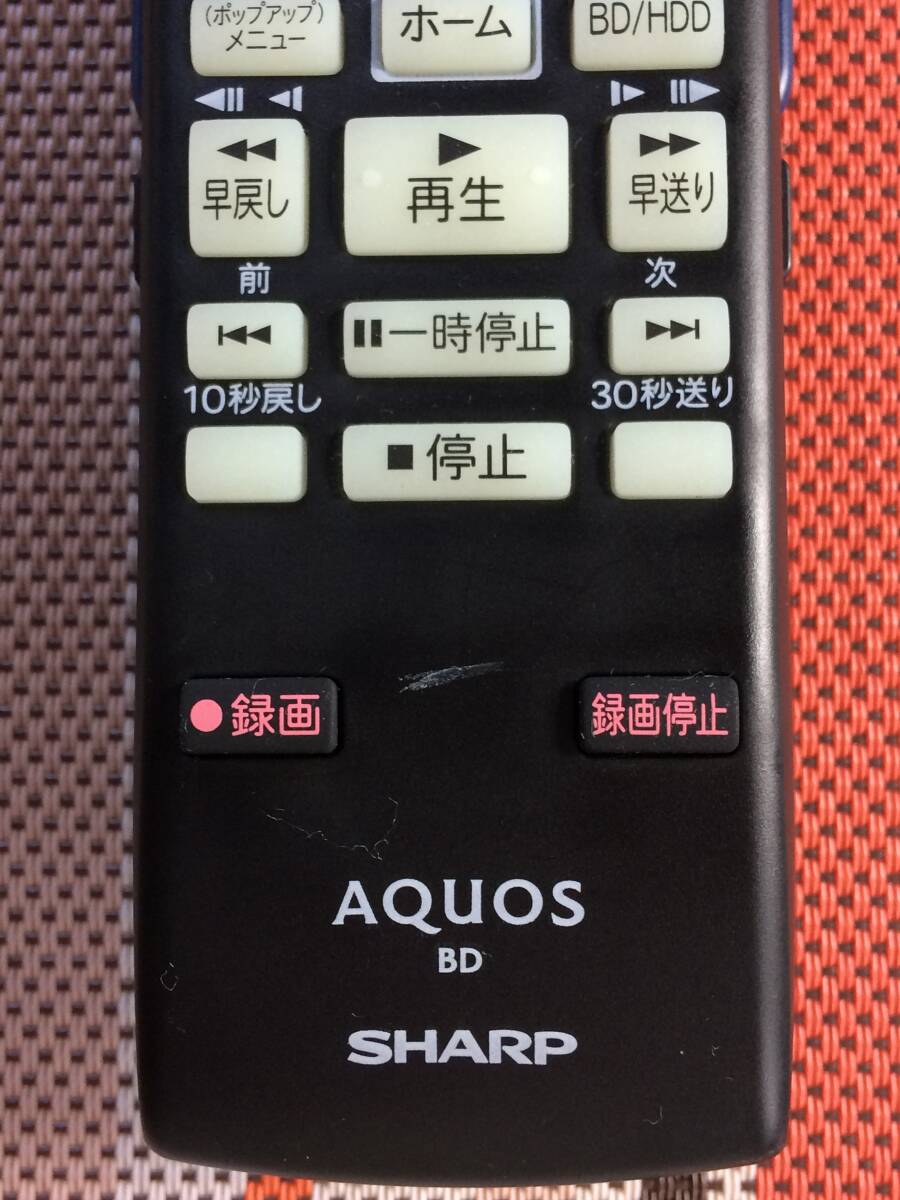 (ポップアップ)
メニュー
ホーム
BD/HDD
早戻し
再生
早送り
前
次
一時停止
10秒戻し
30秒送り
停止
録画
録画停止
AQUOS
BD
SHARP